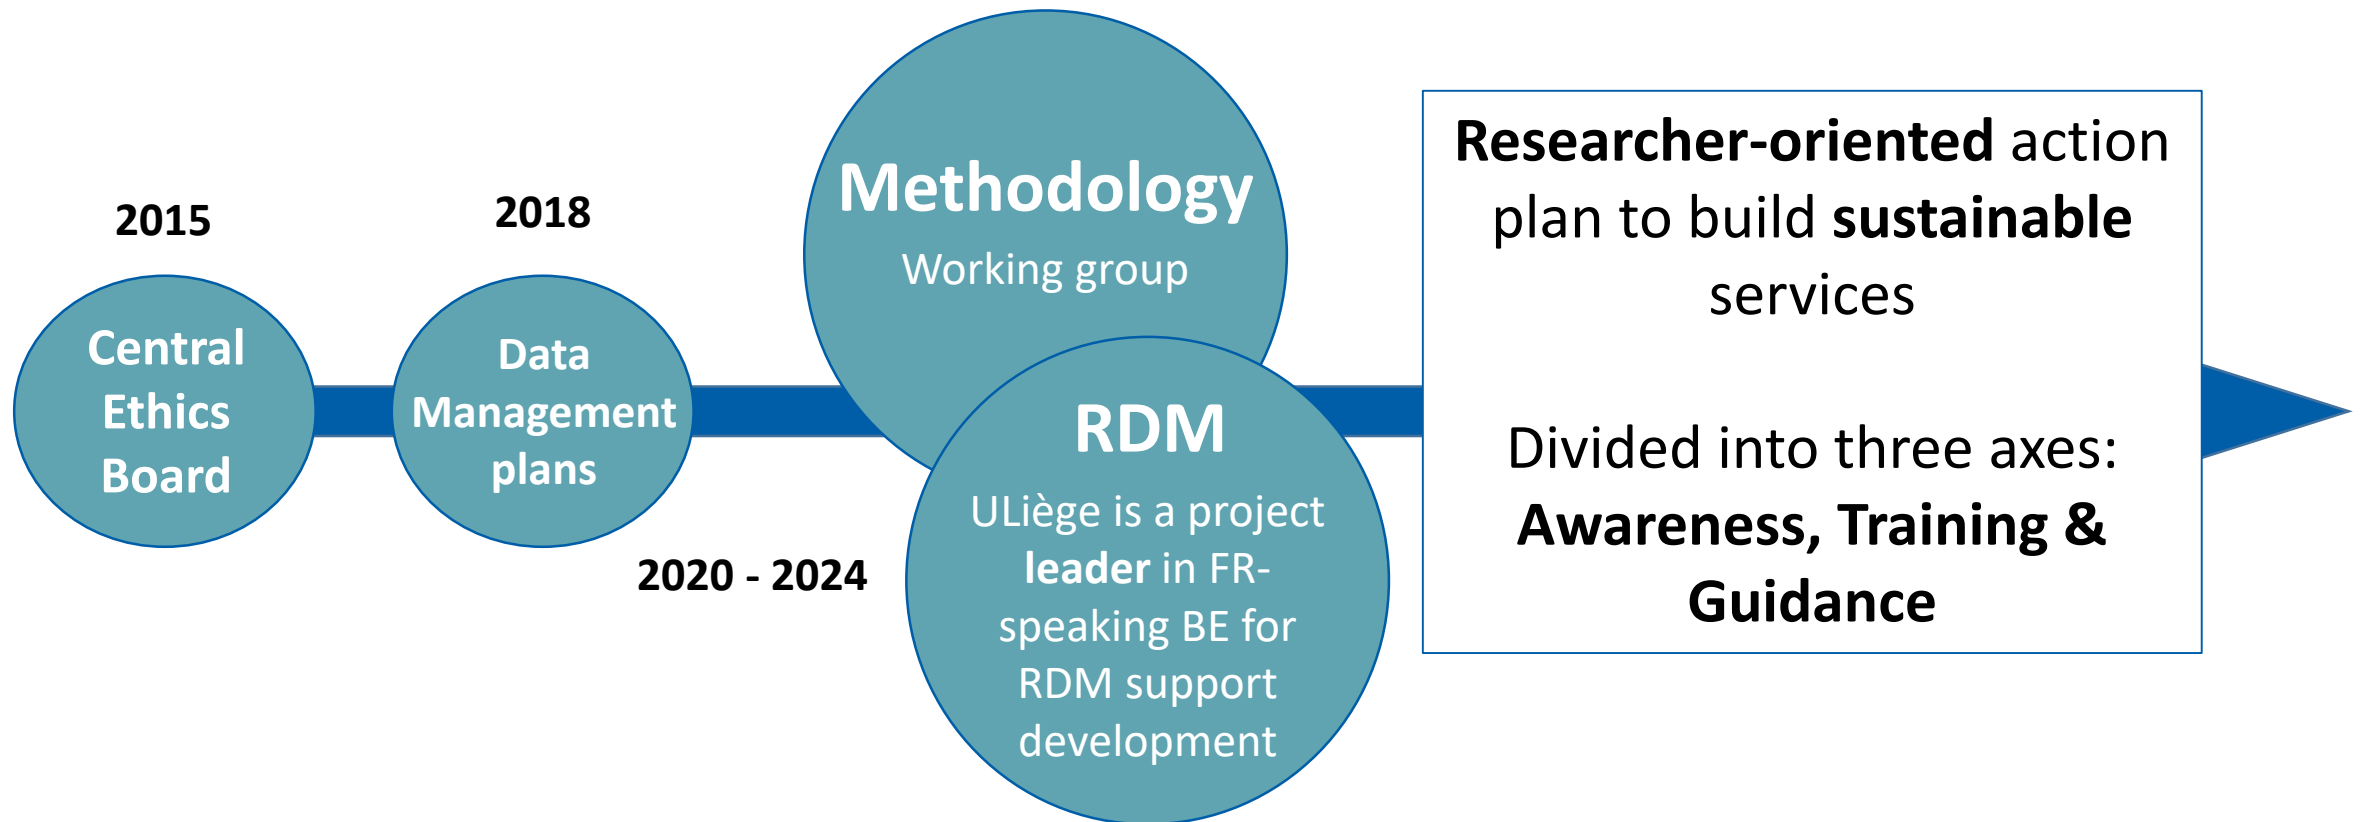 2015
Central
Ethics
Board
2018
Data
Management
plans
2020 - 2024
Methodology
Working group
RDM
ULiège is a project
leader in FR-
speaking BE for
RDM support
development
Researcher-oriented action
plan to build sustainable
services
Divided into three axes:
Awareness, Training &
Guidance